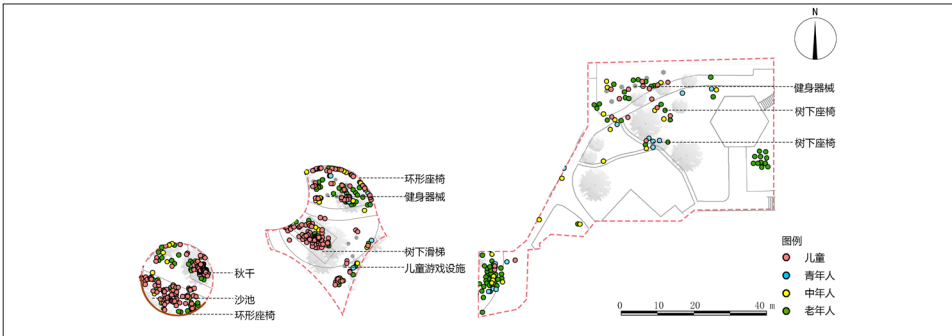 N
健身器械
树下座椅
树下座椅
环形座椅
健身器械
树下滑梯
儿童游戏设施
秋千
沙池
环形座椅
图例
儿童
青年人
中年人
老年人
0 10 20 40 m